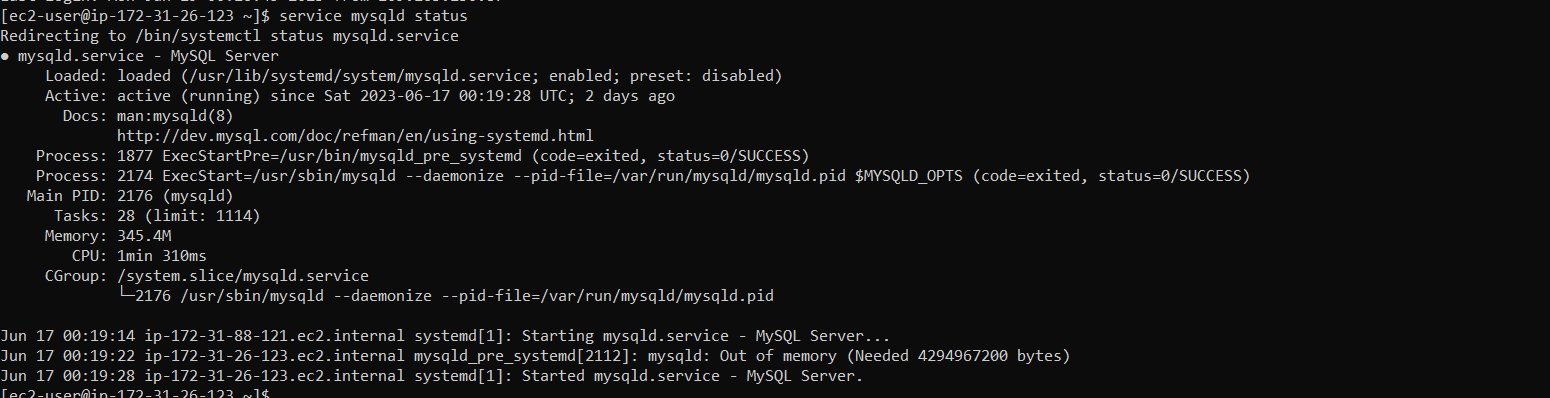 [ec2-user@ip-172-31-26-123 ~]$ service mysqld status
Redirecting to /bin/systemctl status mysqld.service
● mysqld.service - MySQL Server
     Loaded: loaded (/usr/lib/systemd/system/mysqld.service; enabled; preset: disabled)
     Active: active (running) since Sat 2023-06-17 00:19:28 UTC; 2 days ago
       Docs: man:mysqld(8)
             http://dev.mysql.com/doc/refman/en/using-systemd.html
    Process: 1877 ExecStartPre=/usr/bin/mysqld_pre_systemd (code=exited, status=0/SUCCESS)
    Process: 2174 ExecStart=/usr/sbin/mysqld --daemonize --pid-file=/var/run/mysqld/mysqld.pid $MYSQLD_OPTS (code=exited, status=0/SUCCESS)
   Main PID: 2176 (mysqld)
      Tasks: 28 (limit: 1114)
     Memory: 345.4M
        CPU: 1min 310ms
     CGroup: /system.slice/mysqld.service
             └─2176 /usr/sbin/mysqld --daemonize --pid-file=/var/run/mysqld/mysqld.pid
Jun 17 00:19:14 ip-172-31-88-121.ec2.internal systemd[1]: Starting mysqld.service - MySQL Server...
Jun 17 00:19:22 ip-172-31-26-123.ec2.internal mysqld_pre_systemd[2112]: mysqld: Out of memory (Needed 4294967200 bytes)
Jun 17 00:19:28 ip-172-31-26-123.ec2.internal systemd[1]: Started mysqld.service - MySQL Server.
[ec2-user@ip-172-31-26-123 ~]$